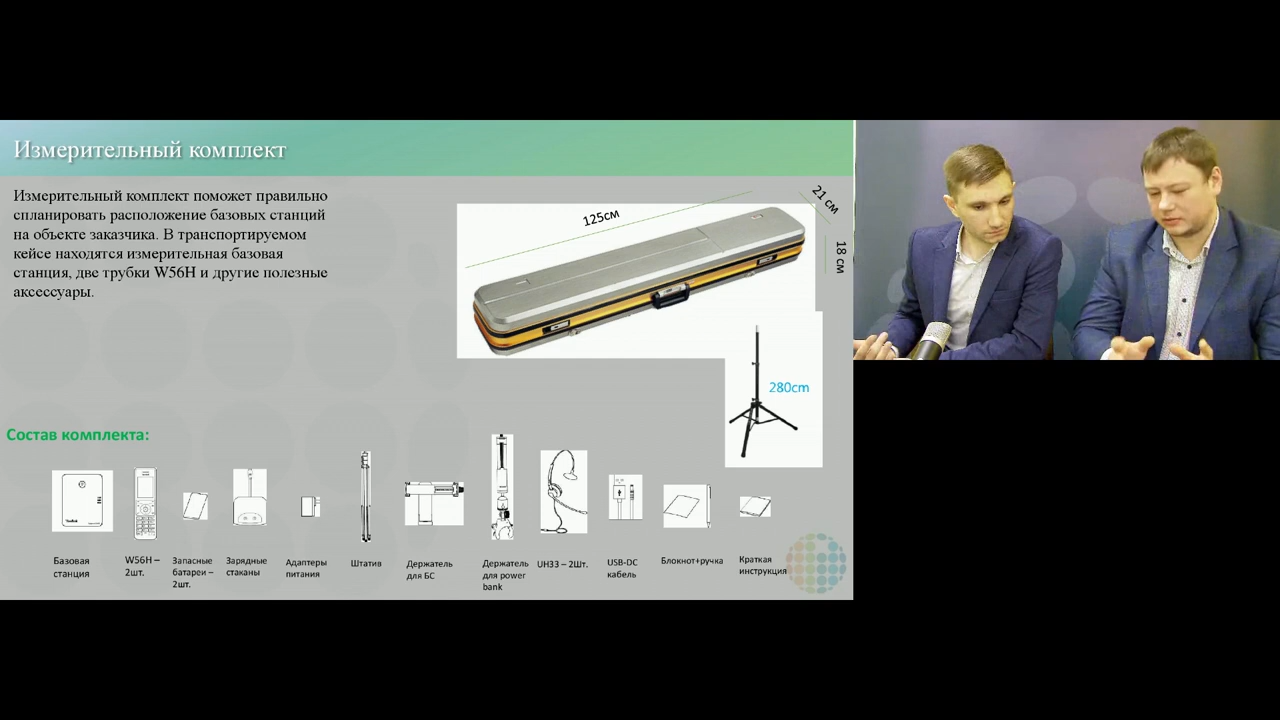 Измерительный комплект
Измерительный комплект поможет правильно
спланировать расположение базовых станций
на объекте заказчика. В транспортируемом
кейсе находятся измерительная базовая
станция, две трубки W56H и другие полезные
аксессуары.
125см
21 см
18 см
280cm
Состав комплекта:
Базовая
станция
W56H –
2шт.
Запасные
батареи –
2шт.
Зарядные
стаканы
Адаптеры
питания
Штатив
Держатель
для БС
Держатель
для power
bank
UH33 – 2Шт.
USB-DC
кабель
Блокнот+ручка
Краткая
инструкция